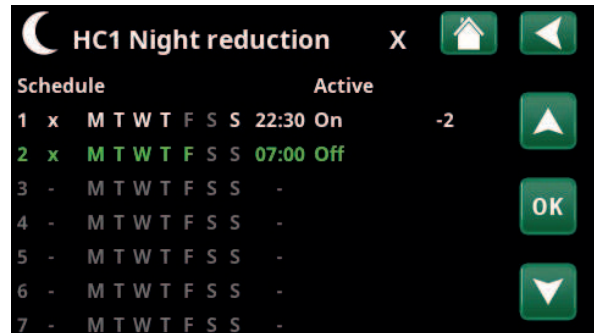 HC1 Night reduction X
Schedule Active
1 x M T W T F S S 22:30 On -2
2 x M T W T F S S 07:00 Off
3 - M T W T F S S -
4 - M T W T F S S -
OK
5 - M T W T F S S -
6 - M T W T F S S -
7 - M T W T F S S -